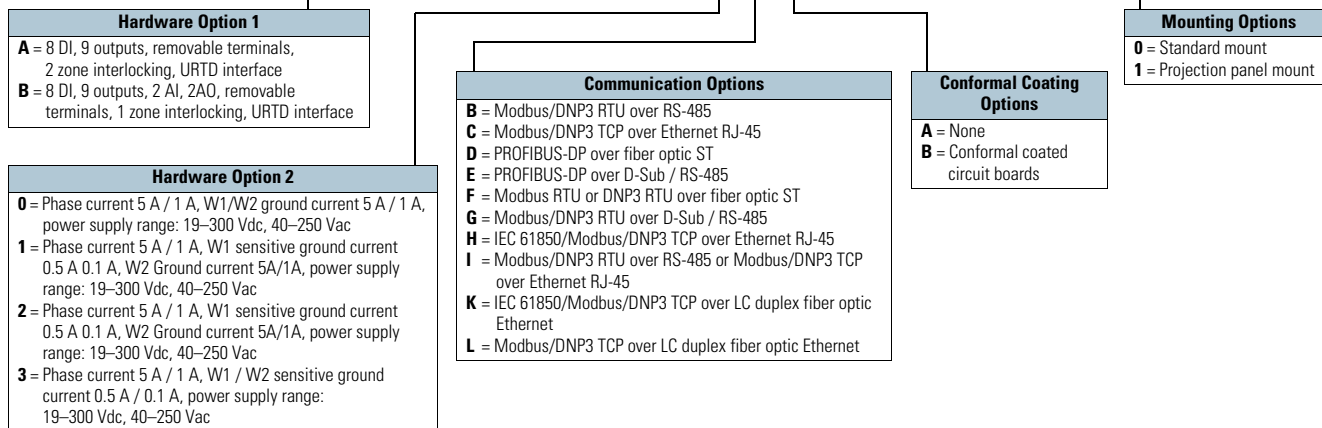 Hardware Option 1
A = 8 DI, 9 outputs, removable terminals,
2 zone interlocking, URTD interface
B = 8 DI, 9 outputs, 2 AI, 2AO, removable
terminals, 1 zone interlocking, URTD interface
Hardware Option 2
0 = Phase current 5 A / 1 A, W1/W2 ground current 5 A / 1 A,
power supply range: 19–300 Vdc, 40–250 Vac
1 = Phase current 5 A / 1 A, W1 sensitive ground current
0.5 A 0.1 A, W2 Ground current 5A/1A, power supply
range: 19–300 Vdc, 40–250 Vac
2 = Phase current 5 A / 1 A, W1 sensitive ground current
0.5 A 0.1 A, W2 Ground current 5A/1A, power supply
range: 19–300 Vdc, 40–250 Vac
3 = Phase current 5 A / 1 A, W1 / W2 sensitive ground
current 0.5 A / 0.1 A, power supply range:
19–300 Vdc, 40–250 Vac
Communication Options
B = Modbus/DNP3 RTU over RS-485
C = Modbus/DNP3 TCP over Ethernet RJ-45
D = PROFIBUS-DP over fiber optic ST
E = PROFIBUS-DP over D-Sub / RS-485
F = Modbus RTU or DNP3 RTU over fiber optic ST
G = Modbus/DNP3 RTU over D-Sub / RS-485
H = IEC 61850/Modbus/DNP3 TCP over Ethernet RJ-45
I = Modbus/DNP3 RTU over RS-485 or Modbus/DNP3 TCP
over Ethernet RJ-45
K = IEC 61850/Modbus/DNP3 TCP over LC duplex fiber optic
Ethernet
L = Modbus/DNP3 TCP over LC duplex fiber optic Ethernet
Conformal Coating
Options
A = None
B = Conformal coated
circuit boards
Mounting Options
0 = Standard mount
1 = Projection panel mount